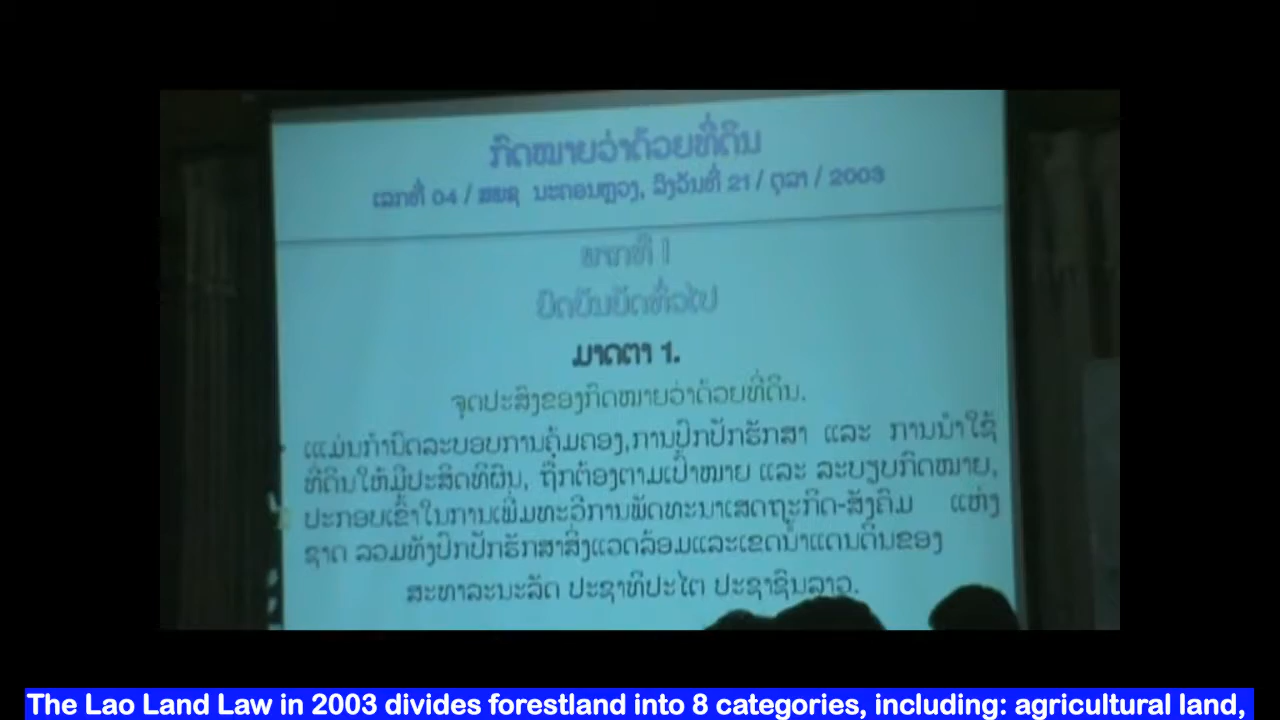 ກົດໝາຍວ່າດ້ວຍທີ່ດິນ
ເລກທີ່ 04 / ສພຊ ນະຄອນຫຼວງ, ລົງວັນທີ່ 21 / ຕຸລາ / 2003
ພາກທີ I
ບົດບັນຍັດທົ່ວໄປ
ມາດຕາ 1.
ຈຸດປະສົງຂອງກົດໝາຍວ່າດ້ວຍທີ່ດິນ.
ແມ່ນກຳນົດລະບອບການຄຸ້ມຄອງ,ການປົກປັກຮັກສາ ແລະ ການນຳໃຊ້
ທີ່ດິນໃຫ້ມີປະສິດທິຜົນ, ຖືກຕ້ອງຕາມເປົ້າໝາຍ ແລະ ລະບຽບກົດໝາຍ,
ປະກອບເຂົ້າໃນການເພີ່ມທະວີການພັດທະນາເສດຖະກິດ-ສັງຄົມ ແຫ່ງ
ຊາດ ລວມທັງປົກປັກຮັກສາສິ່ງແວດລ້ອມແລະເຂດນ້ຳແດນດິນຂອງ
ສະທາລະນະລັດ ປະຊາທິປະໄຕ ປະຊາຊົນລາວ.
The Lao Land Law in 2003 divides forestland into 8 categories, including: agricultural land,